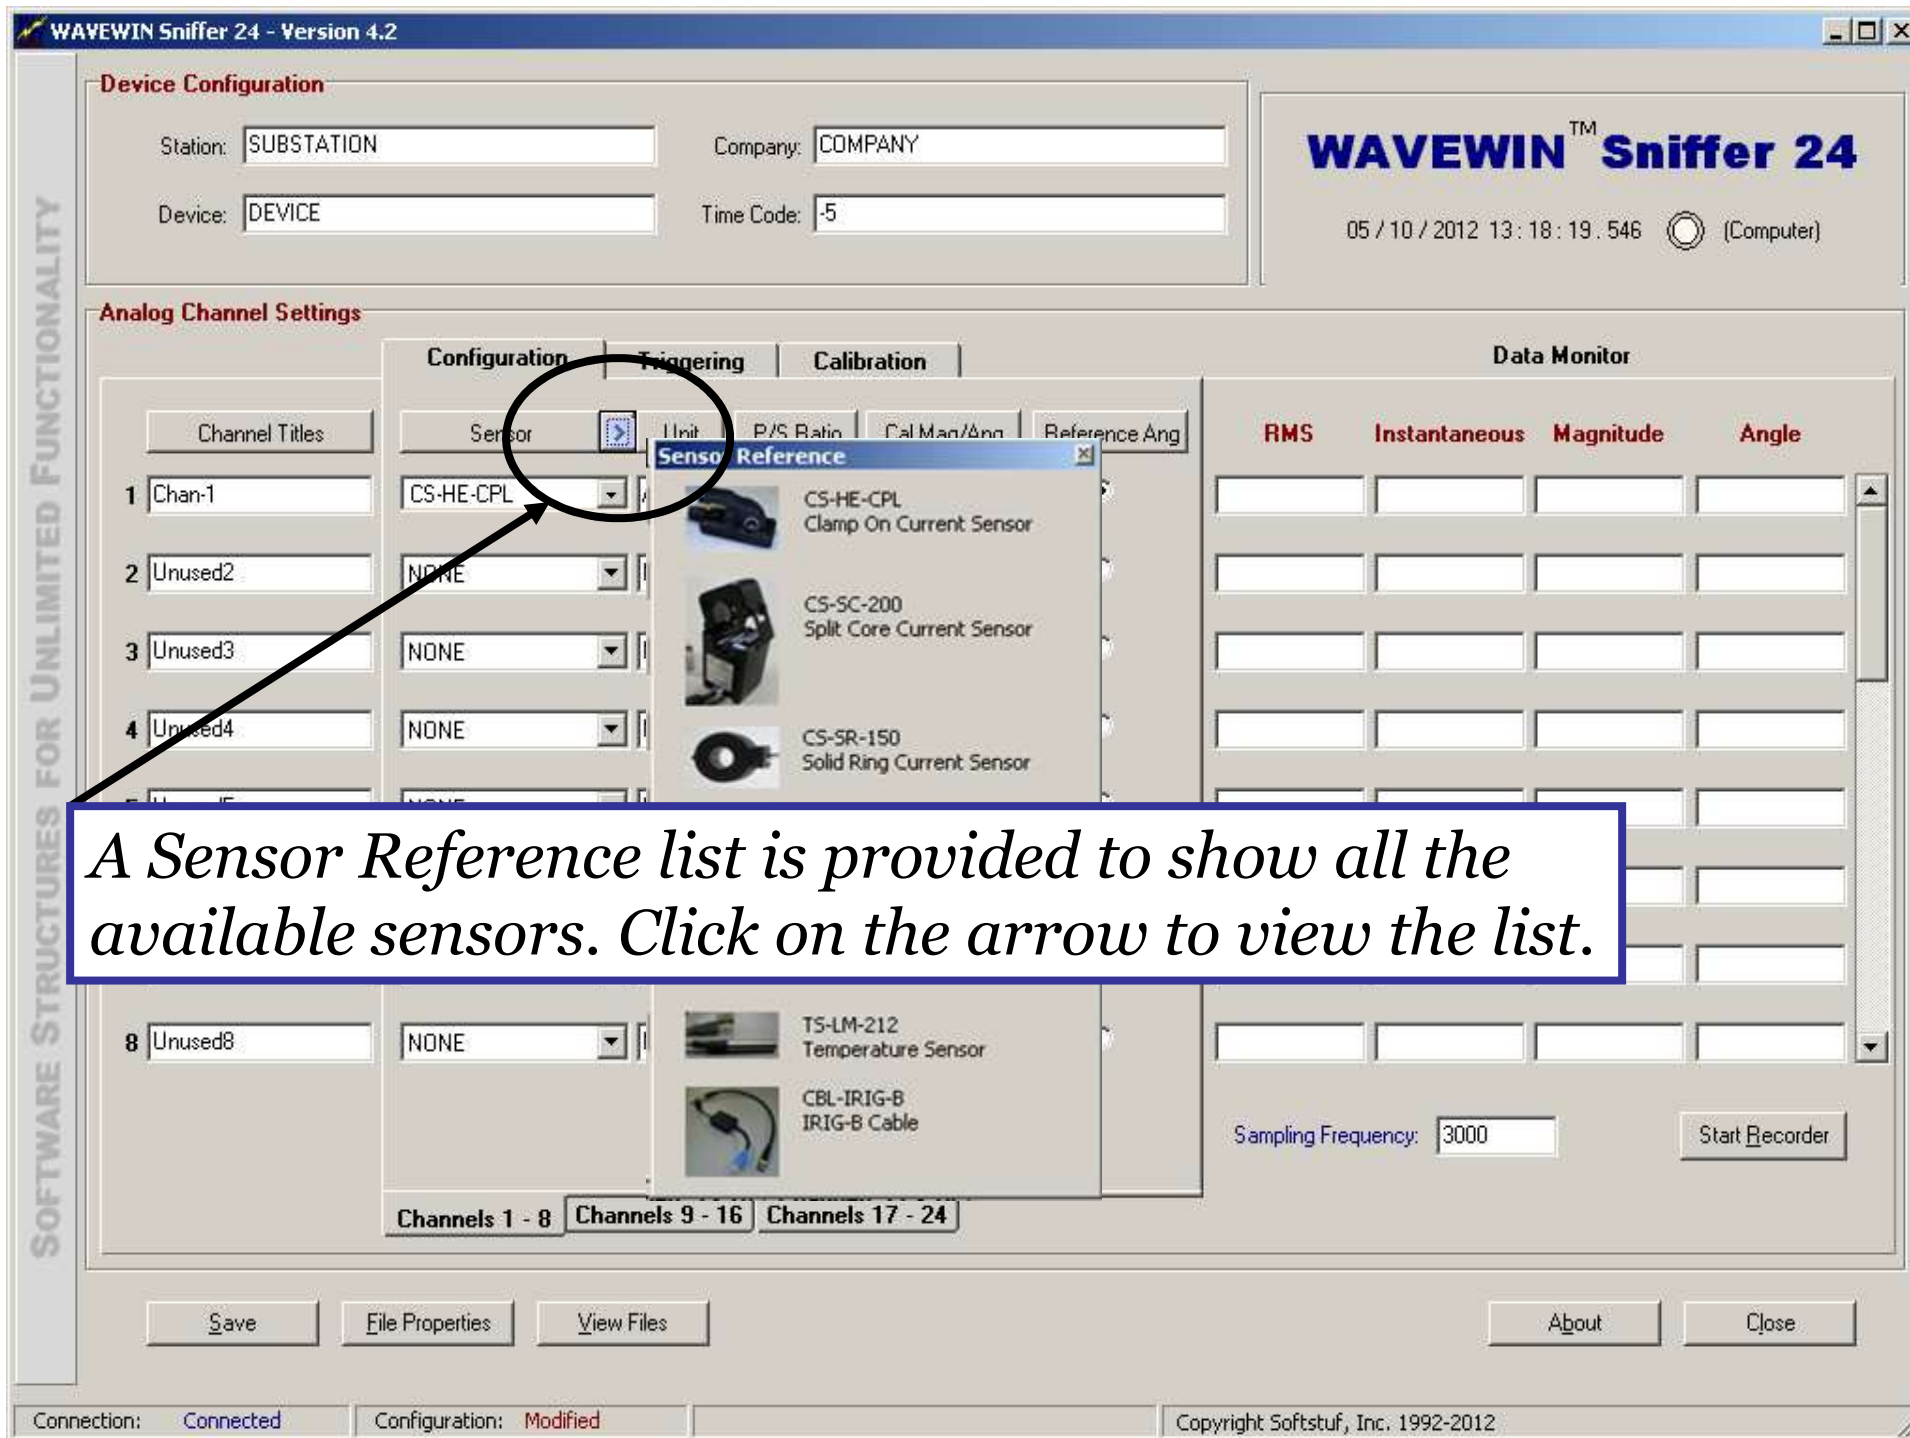 WAVEWIN Sniffer 24 - Version 4.2
Device Configuration
Station: SUBSTATION
Company: COMPANY
Device: DEVICE
Time Code: -5
WAVEWIN™ Sniffer 24
05 / 10 / 2012 13 : 18 : 19 . 546 (Computer)
SOFTWARE STRUCTURES FOR UNLIMITED FUNCTIONALITY
Analog Channel Settings
Configuration Triggering Calibration
Data Monitor
Channel Titles Sensor > Unit P/S Ratio Cal Mag/Ang Reference Ang
RMS Instantaneous Magnitude Angle
Sensor Reference
1 Chan-1 CS-HE-CPL
CS-HE-CPL
Clamp On Current Sensor
2 Unused2 NONE
CS-SC-200
Split Core Current Sensor
3 Unused3 NONE
4 Unused4 NONE
CS-SR-150
Solid Ring Current Sensor
A Sensor Reference list is provided to show all the
available sensors. Click on the arrow to view the list.
8 Unused8 NONE
TS-LM-212
Temperature Sensor
CBL-IRIG-B
IRIG-B Cable
Sampling Frequency: 3000
Start Recorder
Channels 1 - 8 Channels 9 - 16 Channels 17 - 24
Save File Properties View Files About Close
Connection: Connected Configuration: Modified Copyright Softstuf, Inc. 1992-2012